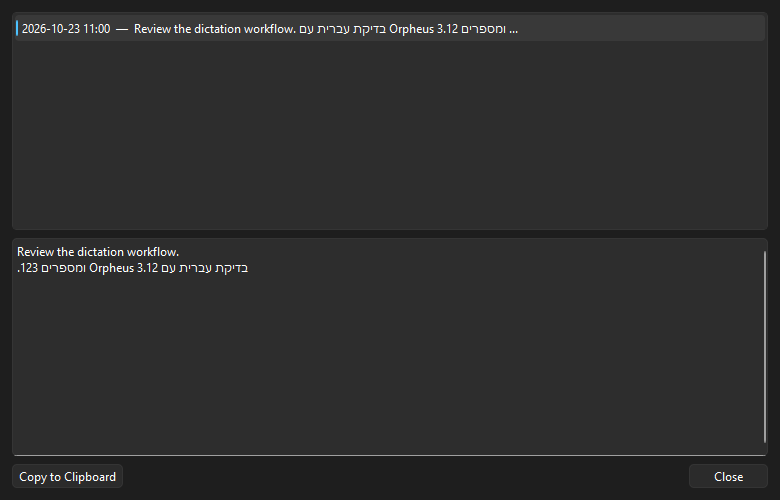 2026-10-23 11:00 — Review the dictation workflow. בדיקת עברית עם Orpheus 3.12 ומספרים ...
Review the dictation workflow.
בדיקת עברית עם Orpheus 3.12 ומספרים 123.
Copy to Clipboard
Close